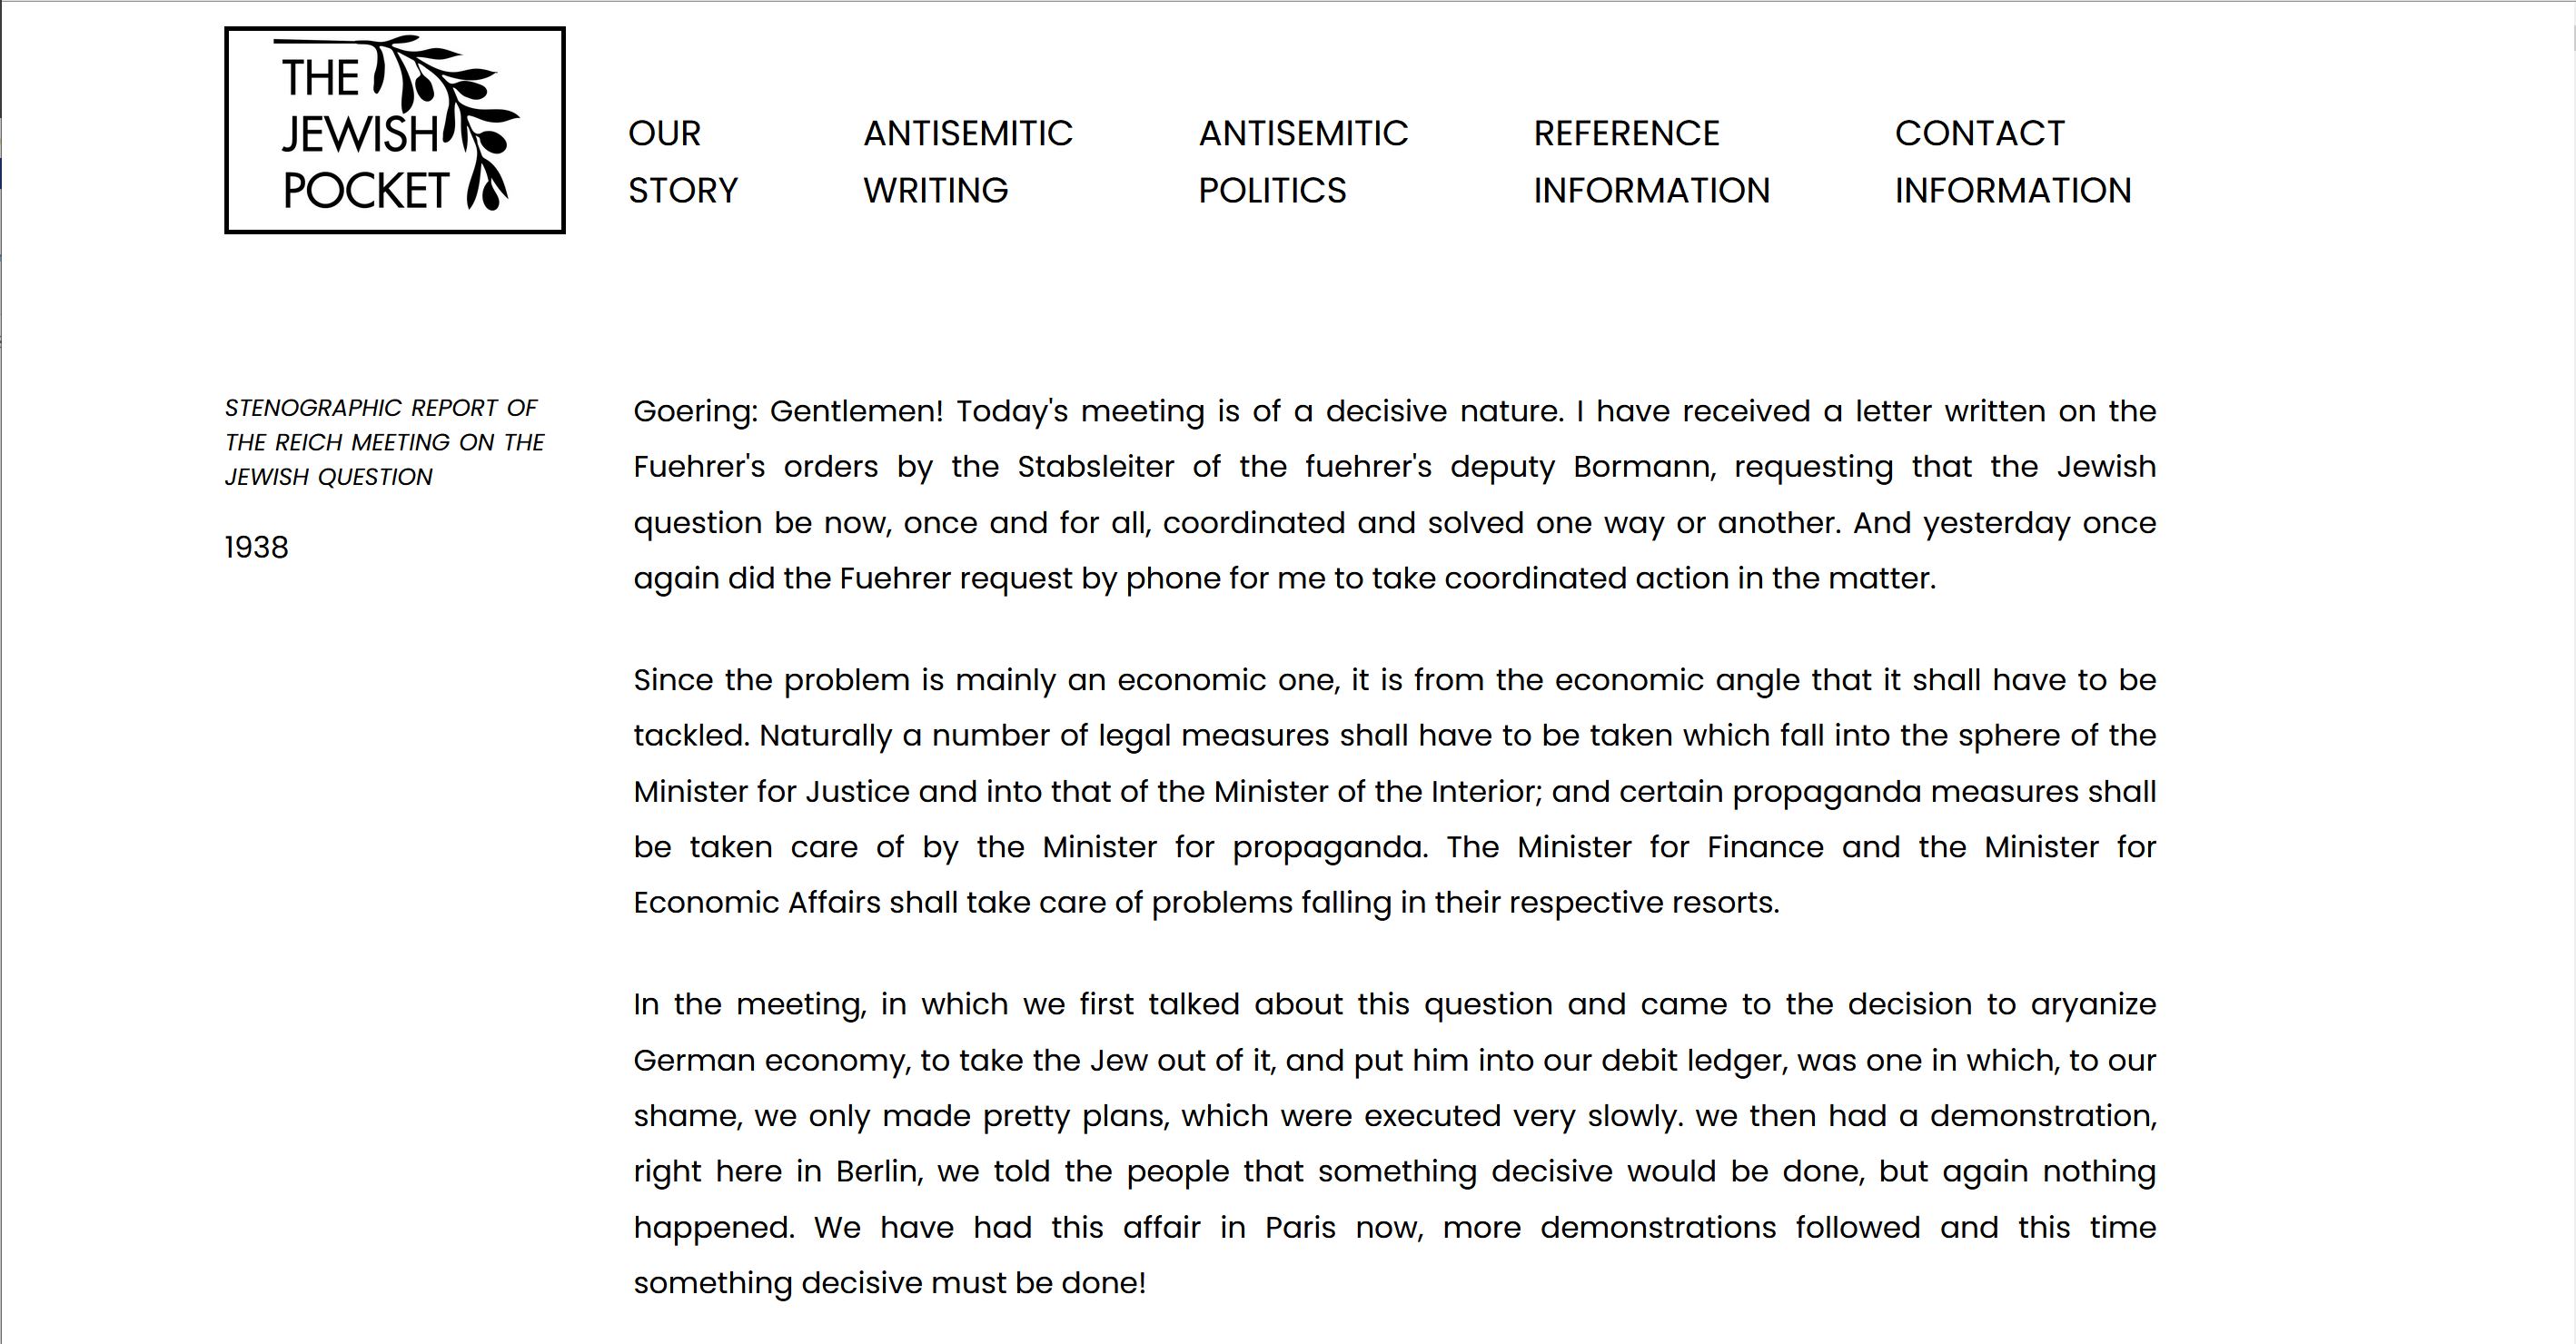 THE
JEWISH
POCKET
OUR
STORY
ANTISEMITIC
WRITING
ANTISEMITIC
POLITICS
REFERENCE
INFORMATION
CONTACT
INFORMATION
STENOGRAPHIC REPORT OF
THE REICH MEETING ON THE
JEWISH QUESTION
1938
Goering: Gentlemen! Today's meeting is of a decisive nature. I have received a letter written on the
Fuehrer's orders by the Stabsleiter of the fuehrer's deputy Bormann, requesting that the Jewish
question be now, once and for all, coordinated and solved one way or another. And yesterday once
again did the Fuehrer request by phone for me to take coordinated action in the matter.
Since the problem is mainly an economic one, it is from the economic angle that it shall have to be
tackled. Naturally a number of legal measures shall have to be taken which fall into the sphere of the
Minister for Justice and into that of the Minister of the Interior; and certain propaganda measures shall
be taken care of by the Minister for propaganda. The Minister for Finance and the Minister for
Economic Affairs shall take care of problems falling in their respective resorts.
In the meeting, in which we first talked about this question and came to the decision to aryanize
German economy, to take the Jew out of it, and put him into our debit ledger, was one in which, to our
shame, we only made pretty plans, which were executed very slowly. we then had a demonstration,
right here in Berlin, we told the people that something decisive would be done, but again nothing
happened. We have had this affair in Paris now, more demonstrations followed and this time
something decisive must be done!